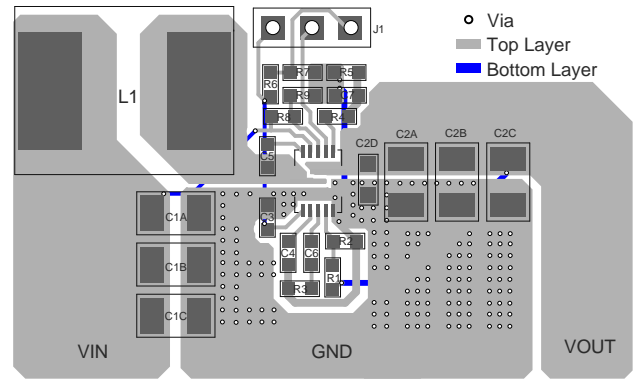 J1
Via
Top Layer
Bottom Layer
L1
R7
R5
R6
R9
C7
R8
R4
C5
C2D
C2A
C2B
C2C
C1A
C3
C1B
C4
C6
R2
R1
R3
C1C
VIN
GND
VOUT